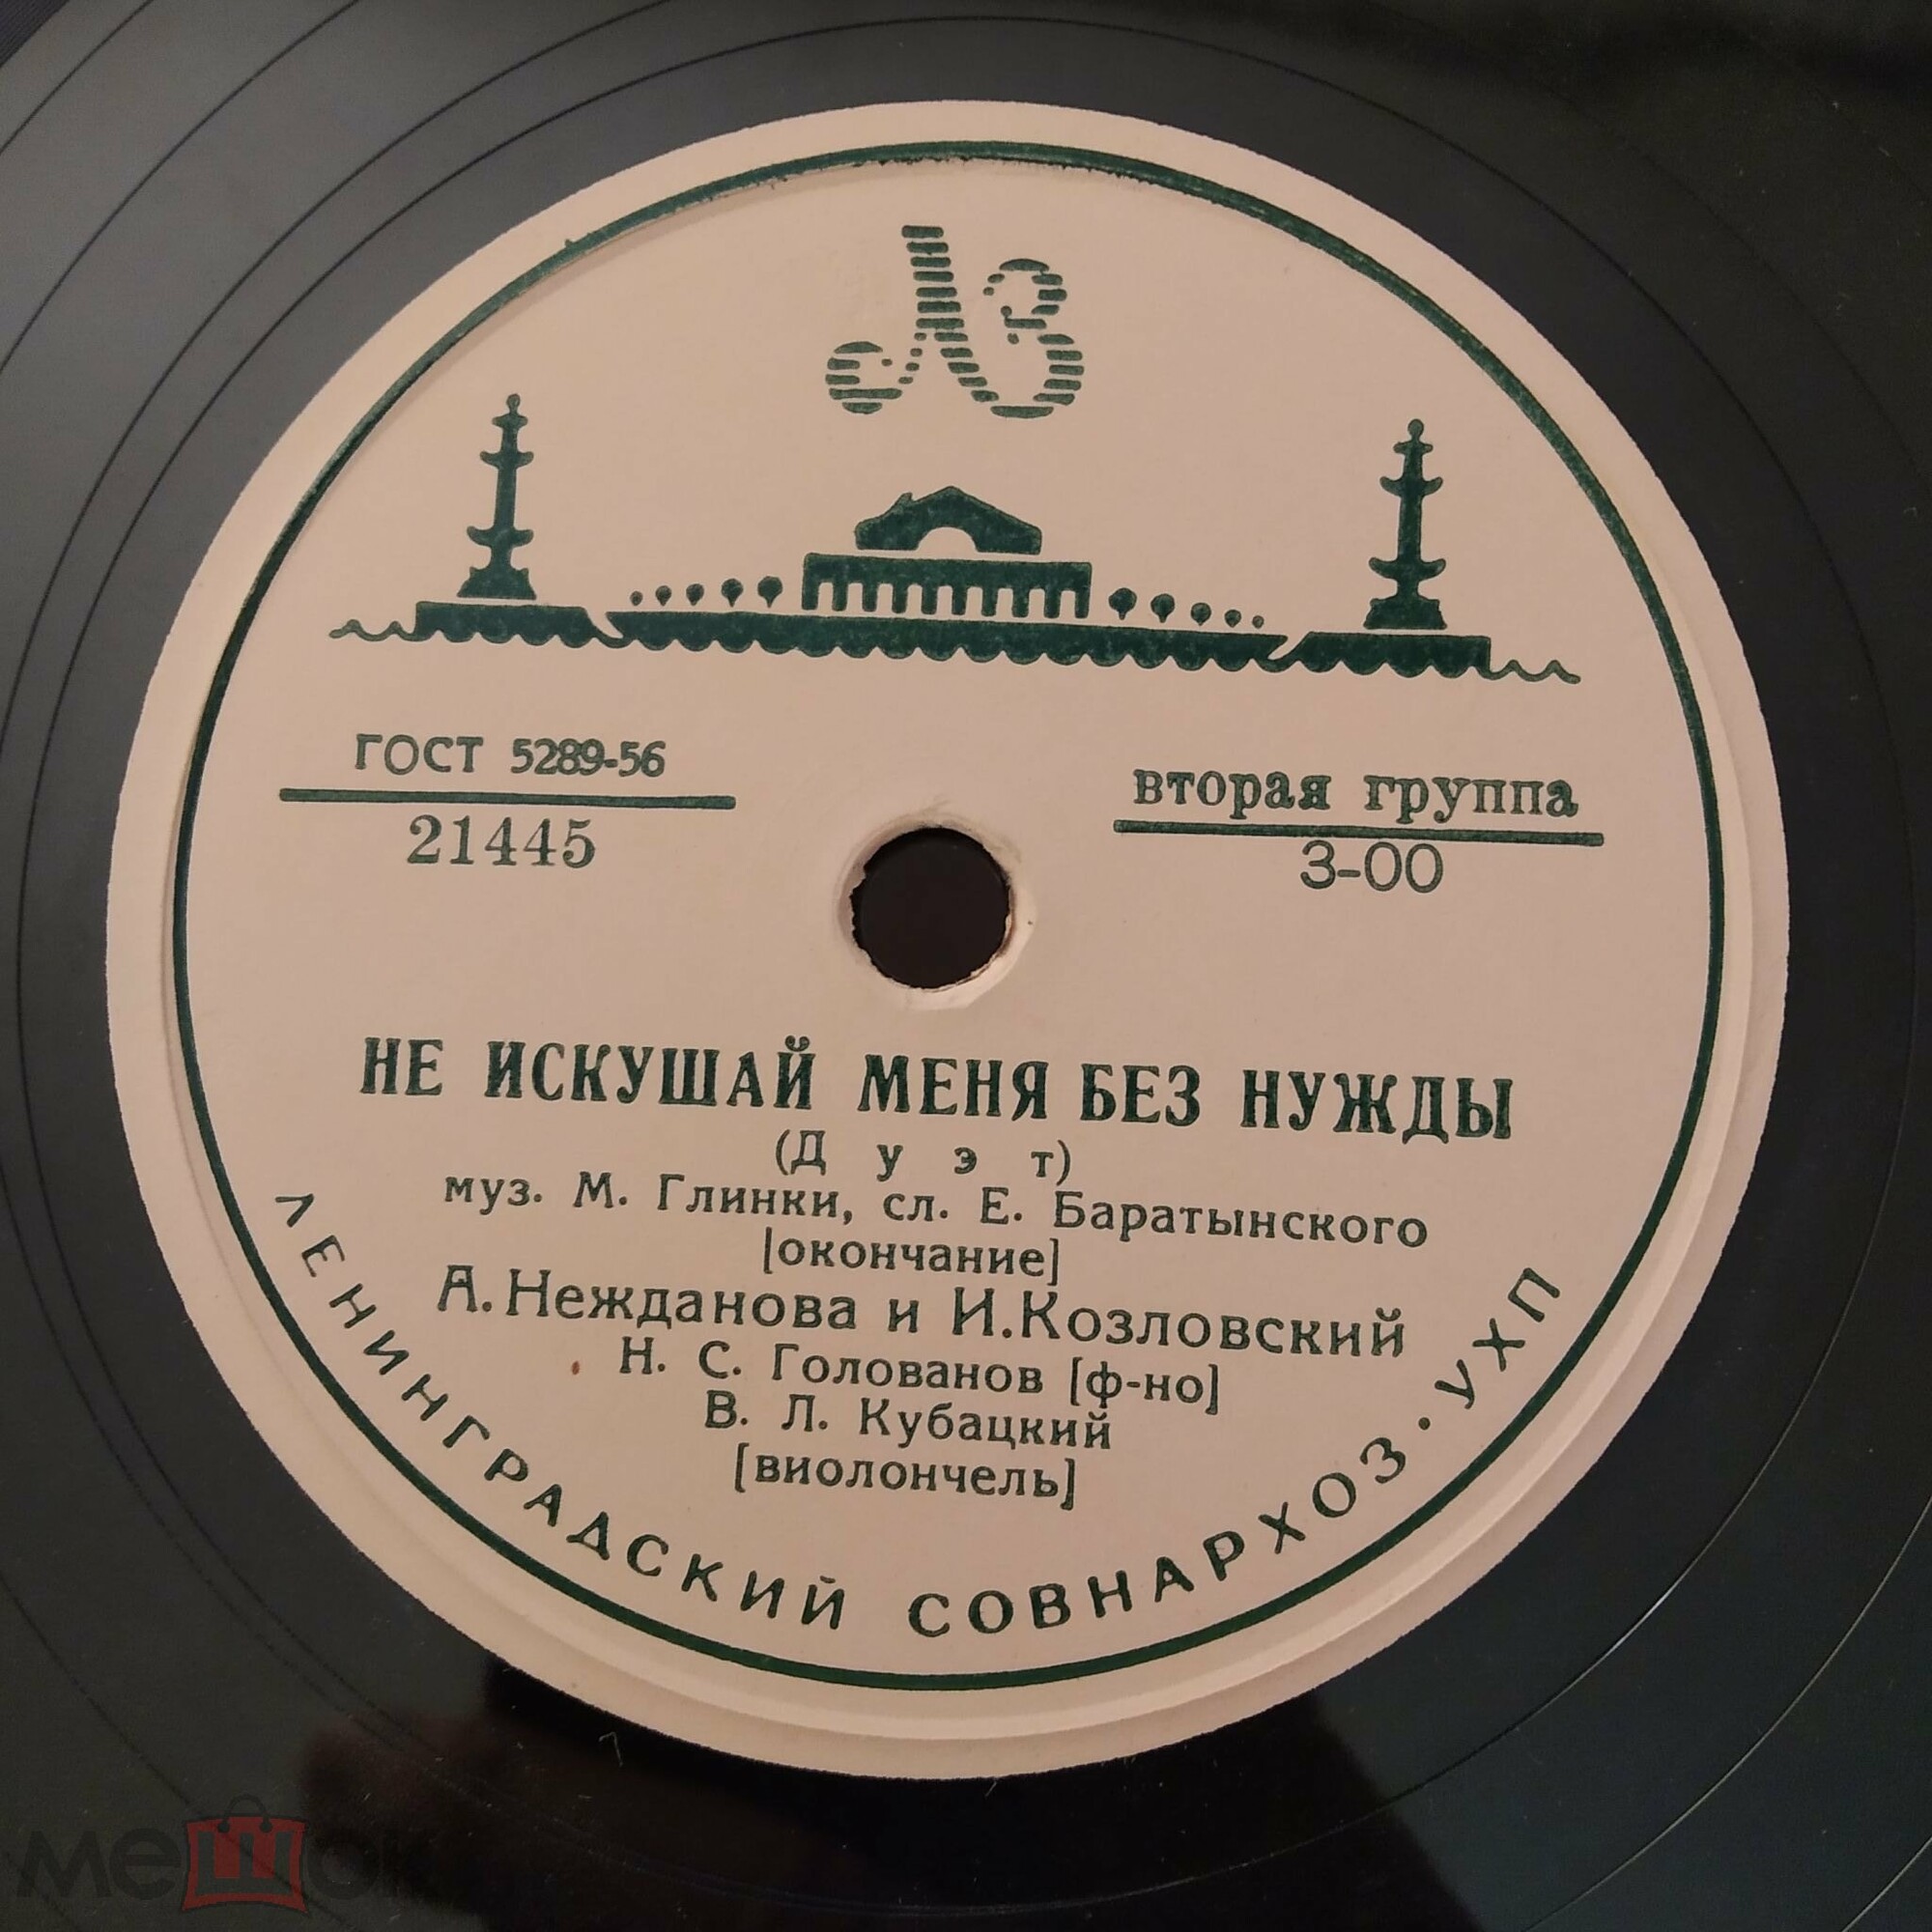 ЛЗ
ГОСТ 5289-56
21445
вторая группа
3-00
НЕ ИСКУШАЙ МЕНЯ БЕЗ НУЖДЫ
(Д у э т)
муз. М. Глинки, сл. Е. Баратынского
[окончание]
А. Нежданова и И. Козловский
Н. С. Голованов [ф-но]
В. Л. Кубацкий
[виолончель]
ЛЕНИНГРАДСКИЙ СОВНАРХОЗ · УХП
мешок